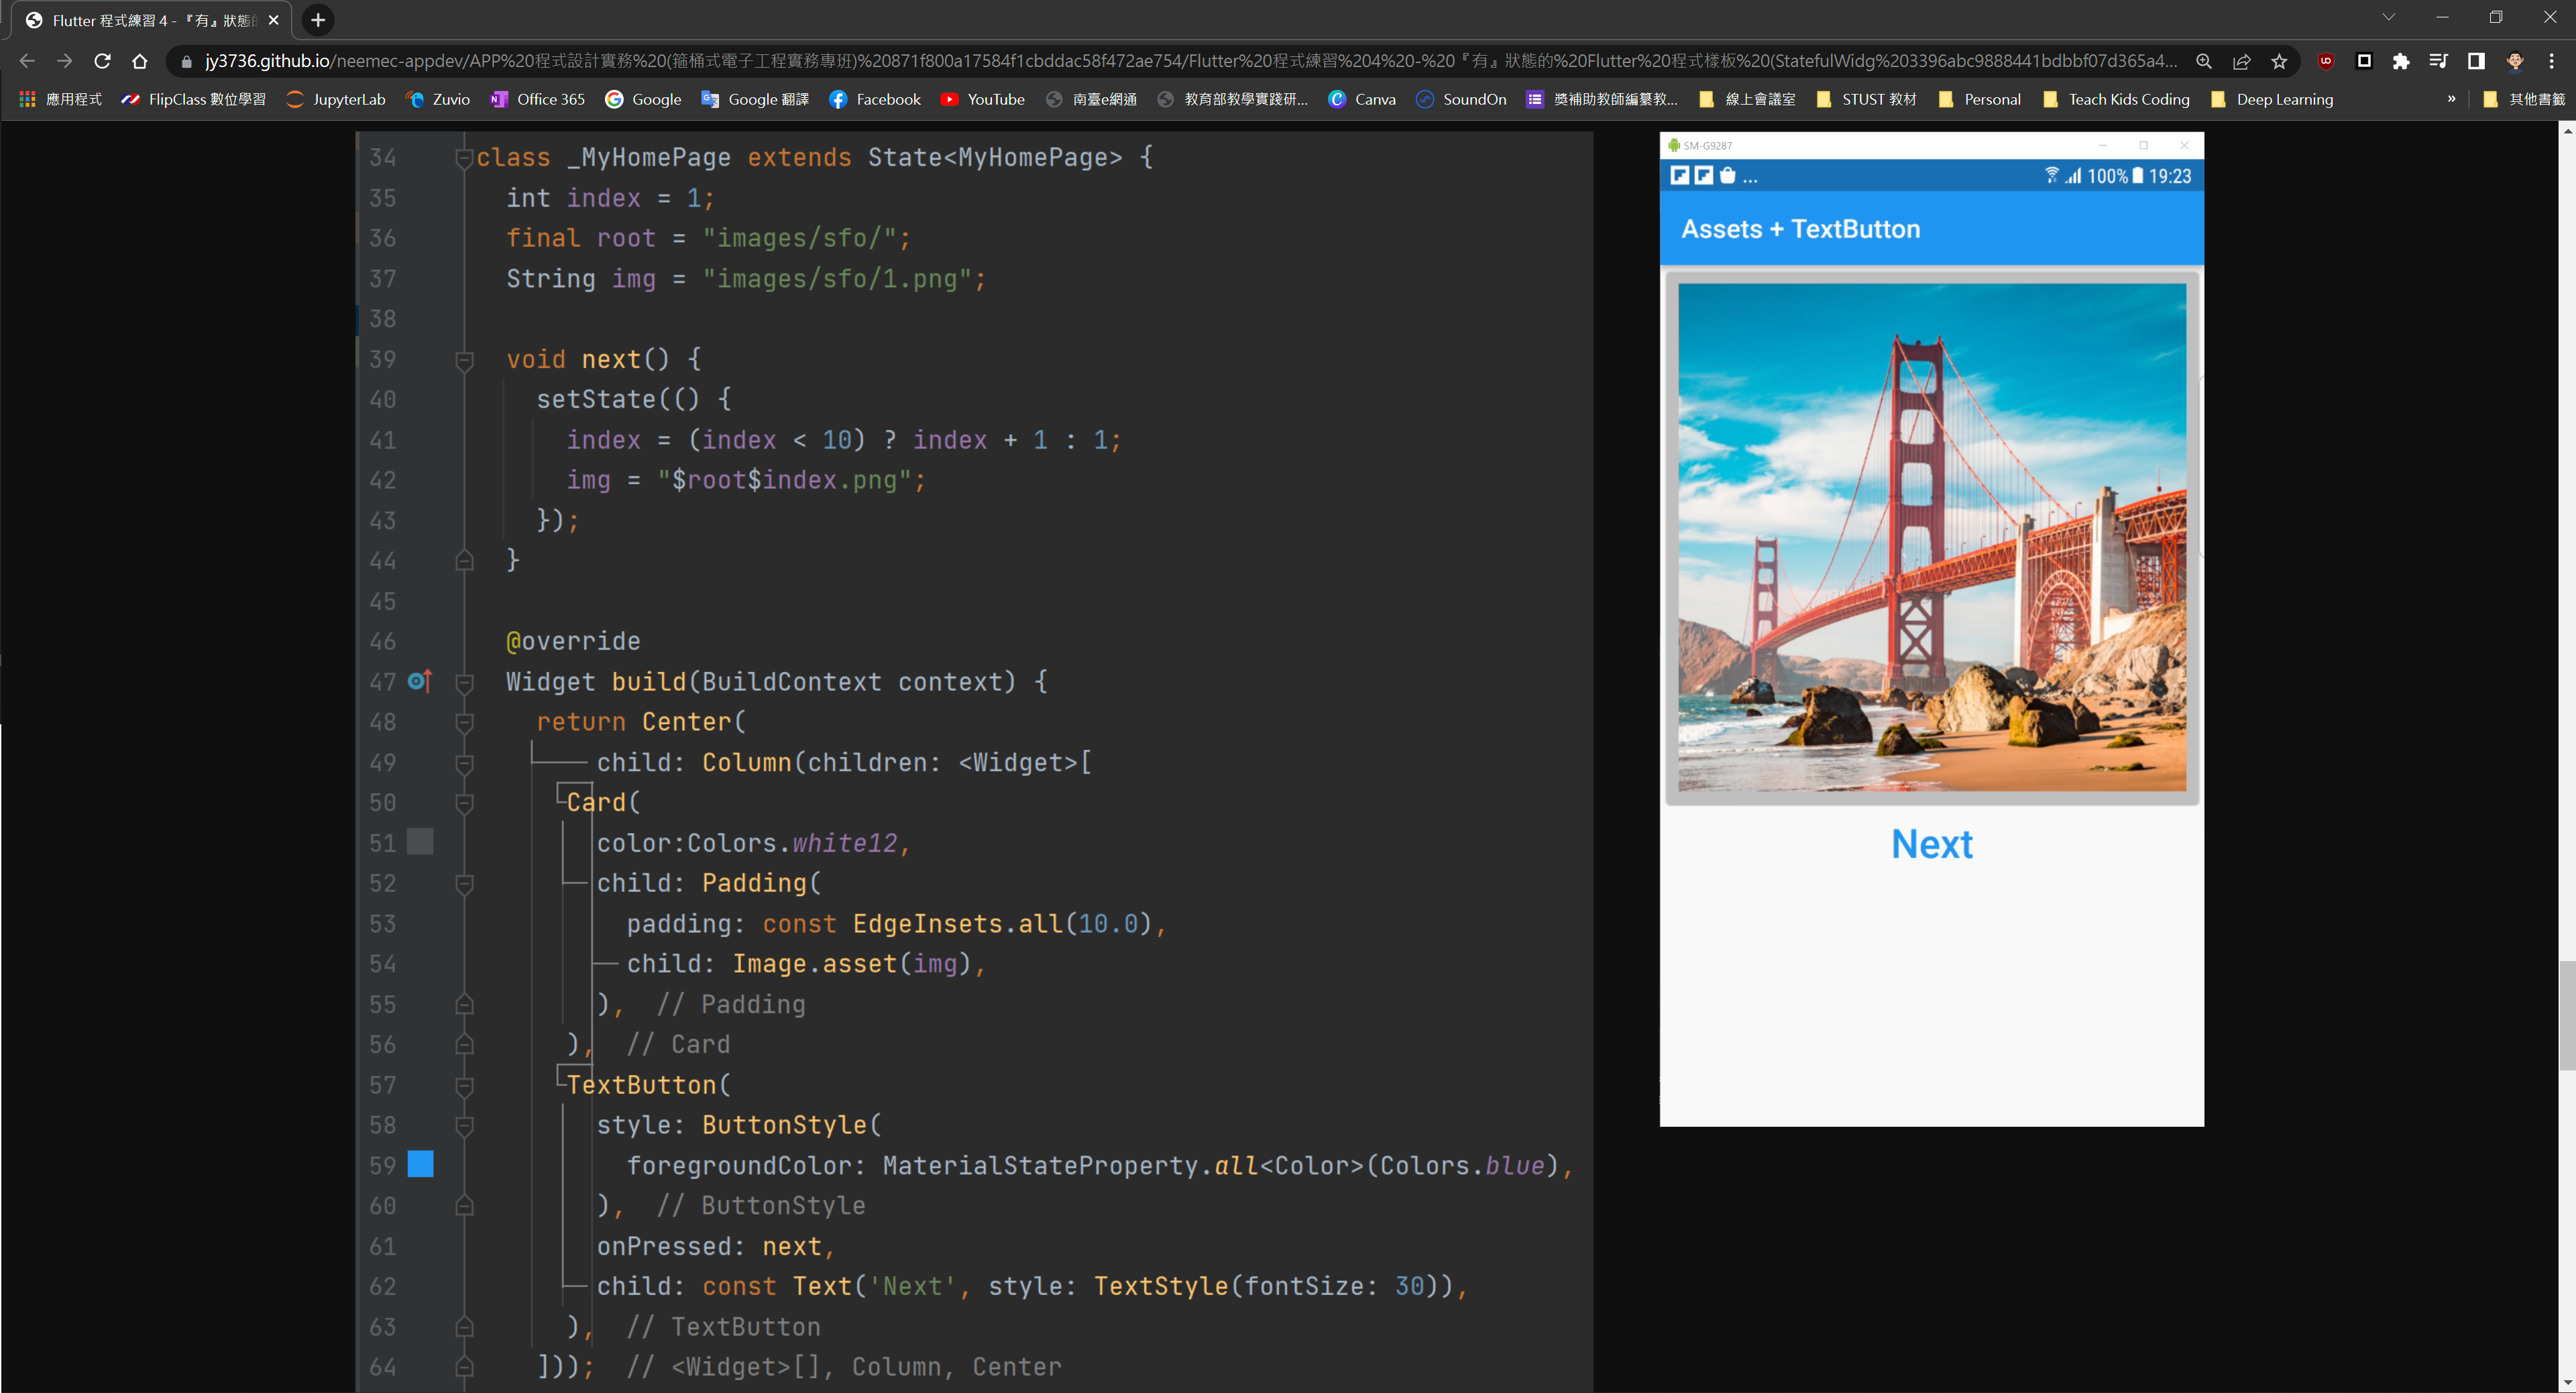 Flutter 程式練習 4 - 『有』狀態的
jy3736.github.io/neemec-appdev/APP%20程式設計實務%20(箍桶式電子工程實務專班)%20871f800a17584f1cbddac58f472ae754/Flutter%20程式練習%204%20-%20『有』狀態的%20Flutter%20程式樣板%20(StatefulWidg%203396abc9888441bdbbf07d365a4...
應用程式 FlipClass 數位學習 JupyterLab Zuvio Office 365 Google Google 翻譯 Facebook YouTube 南臺e網通 教育部教學實踐研... Canva SoundOn 獎補助教師編纂教... 線上會議室 STUST 教材 Personal Teach Kids Coding Deep Learning » 其他書籤
34 class _MyHomePage extends State<MyHomePage> {
35 int index = 1;
36 final root = "images/sfo/";
37 String img = "images/sfo/1.png";
38
39 void next() {
40 setState(() {
41 index = (index < 10) ? index + 1 : 1;
42 img = "$root$index.png";
43 });
44 }
45
46 @override
47 Widget build(BuildContext context) {
48 return Center(
49 child: Column(children: <Widget>[
50 Card(
51 color:Colors.white12,
52 child: Padding(
53 padding: const EdgeInsets.all(10.0),
54 child: Image.asset(img),
55 ), // Padding
56 ), // Card
57 TextButton(
58 style: ButtonStyle(
59 foregroundColor: MaterialStateProperty.all<Color>(Colors.blue),
60 ), // ButtonStyle
61 onPressed: next,
62 child: const Text('Next', style: TextStyle(fontSize: 30)),
63 ), // TextButton
64 ])); // <Widget>[], Column, Center
SM-G9287
... 100% 19:23
Assets + TextButton
Next